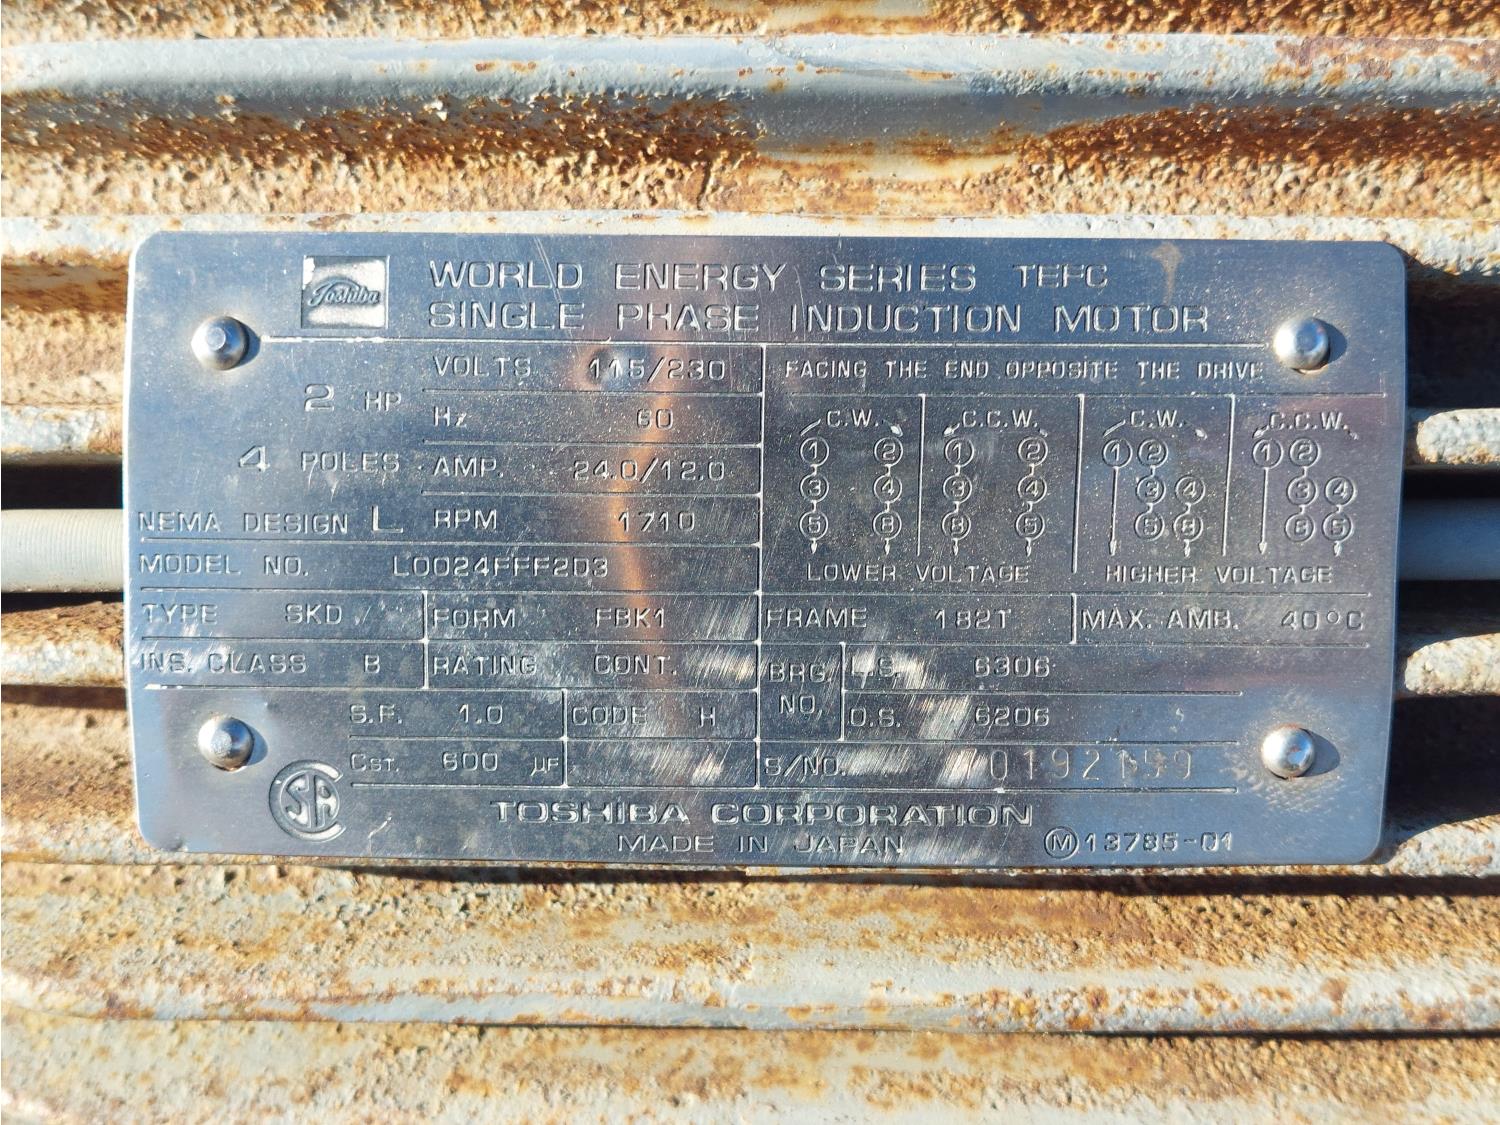 Toshiba
WORLD ENERGY SERIES TEFC
SINGLE PHASE INDUCTION MOTOR
2 HP
4 POLES
NEMA DESIGN L
VOLTS 115/230
Hz 60
AMP. 24.0/12.0
RPM 1710
FACING THE END OPPOSITE THE DRIVE
C.W. C.C.W. C.W. C.C.W.
1 2 1 2 1 2 1 2
3 4 3 4 3 4 3 4
5 8 8 5 5 8 5
LOWER VOLTAGE HIGHER VOLTAGE
MODEL NO. L0024FFF2D3
TYPE SKD FORM FBK1 FRAME 182T MAX. AMB. 40°C
INS. CLASS B RATING CONT. BRG. NO. L.S. 6306
S.F. 1.0 CODE H O.S. 6206
Cst. 600 µF S/NO. 0192159
CSA
TOSHIBA CORPORATION
MADE IN JAPAN
M 13785-01